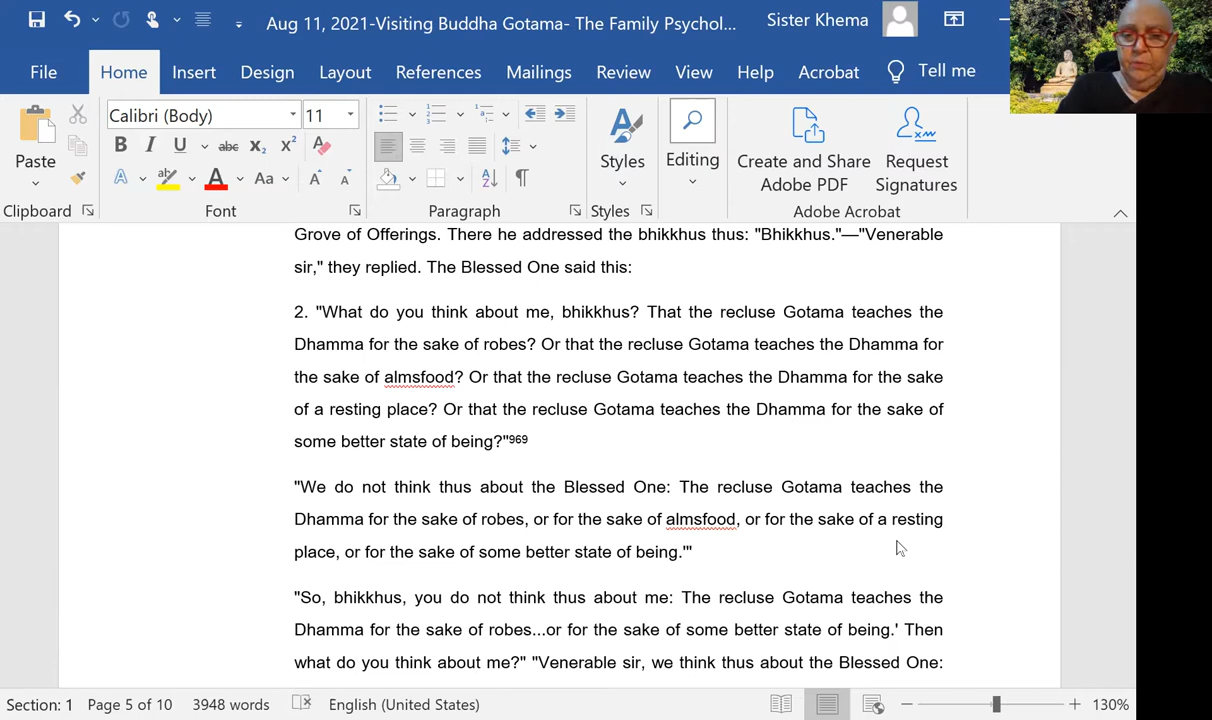 Aug 11, 2021-Visiting Buddha Gotama- The Family Psychol...
Sister Khema
File
Home
Insert
Design
Layout
References
Mailings
Review
View
Help
Acrobat
Tell me
Calibri (Body)
11
Paste
Styles
Editing
Create and Share
Adobe PDF
Request
Signatures
Clipboard
Font
Paragraph
Styles
Adobe Acrobat
Grove of Offerings. There he addressed the bhikkhus thus: "Bhikkhus."—"Venerable
sir," they replied. The Blessed One said this:
2. "What do you think about me, bhikkhus? That the recluse Gotama teaches the
Dhamma for the sake of robes? Or that the recluse Gotama teaches the Dhamma for
the sake of almsfood? Or that the recluse Gotama teaches the Dhamma for the sake
of a resting place? Or that the recluse Gotama teaches the Dhamma for the sake of
some better state of being?"969
"We do not think thus about the Blessed One: The recluse Gotama teaches the
Dhamma for the sake of robes, or for the sake of almsfood, or for the sake of a resting
place, or for the sake of some better state of being.'"
"So, bhikkhus, you do not think thus about me: The recluse Gotama teaches the
Dhamma for the sake of robes...or for the sake of some better state of being.' Then
what do you think about me?" "Venerable sir, we think thus about the Blessed One:
Section: 1
Page 5 of 10
3948 words
English (United States)
130%